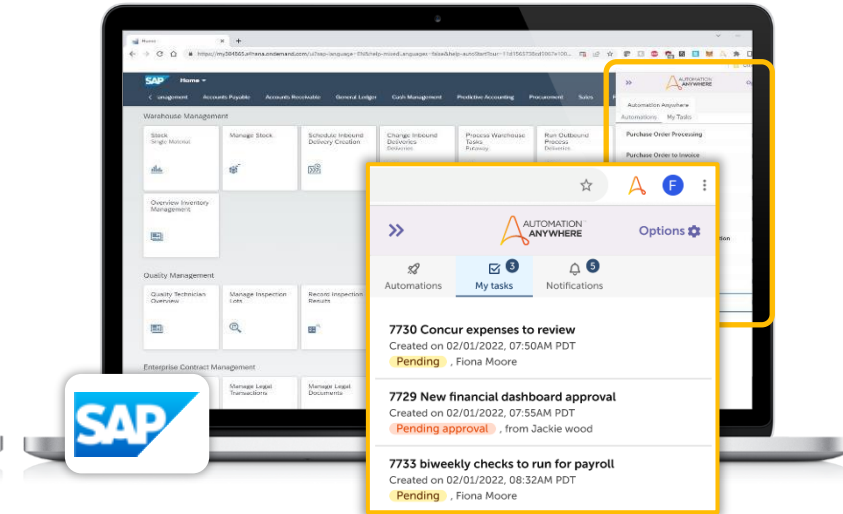 Home
SAP Home
Accounts Payable Accounts Receivable General Ledger Cash Management Predictive Accounting Procurement Sales
AUTOMATION
ANYWHERE
Automation Anywhere
Automations My Tasks
Warehouse Management
Stock
Single Material
Manage Stock
Schedule Inbound
Delivery Creation
Change Inbound
Deliveries
Deliveries
Process Warehouse
Tasks
Putaway
Run Outbound
Process
Deliveries
Purchase Order Processing
Purchase Order to Invoice
Overview Inventory
Management
Quality Management
Quality Technician
Overview
Manage Inspection
Lots
Record Inspection
Results
Enterprise Contract Management
Manage Legal
Transactions
Manage Legal
Documents
SAP
F
AUTOMATION
ANYWHERE
Options
Automations
3
My tasks
5
Notifications
7730 Concur expenses to review
Created on 02/01/2022, 07:50AM PDT
Pending , Fiona Moore
7729 New financial dashboard approval
Created on 02/01/2022, 07:55AM PDT
Pending approval , from Jackie wood
7733 biweekly checks to run for payroll
Created on 02/01/2022, 08:32AM PDT
Pending , Fiona Moore